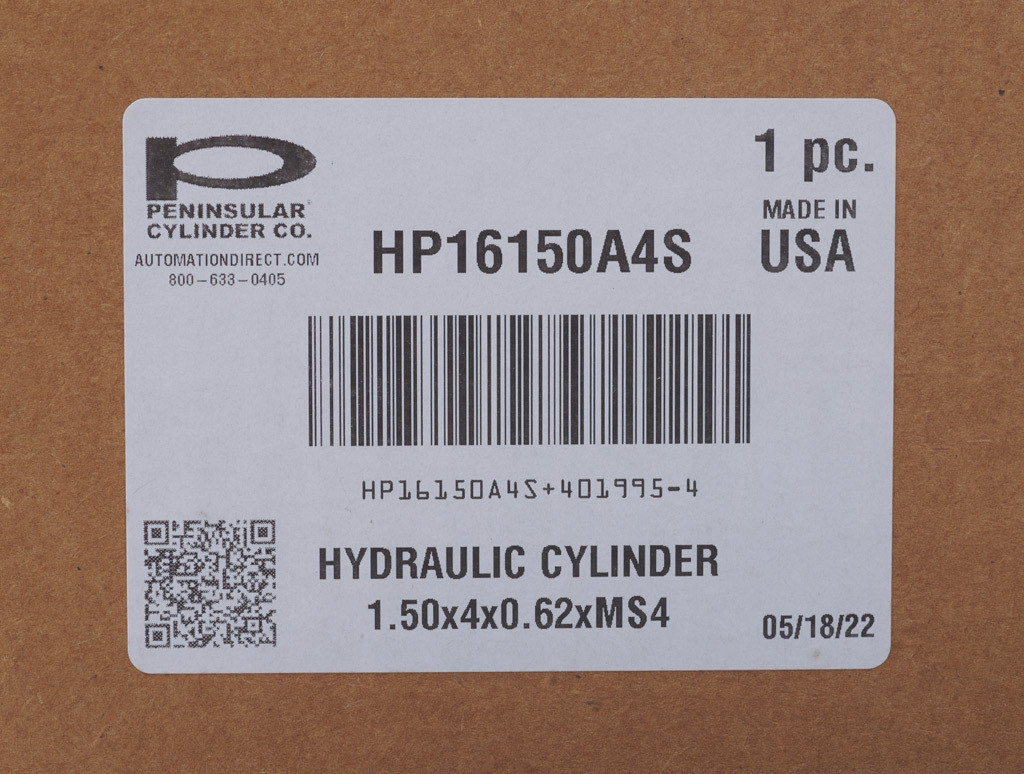 PENINSULAR
CYLINDER CO.
AUTOMATIONDIRECT.COM
800-633-0405
1 pc.
MADE IN
USA
HP16150A4S
HP16150A4S+401995-4
HYDRAULIC CYLINDER
1.50x4x0.62xMS4
05/18/22